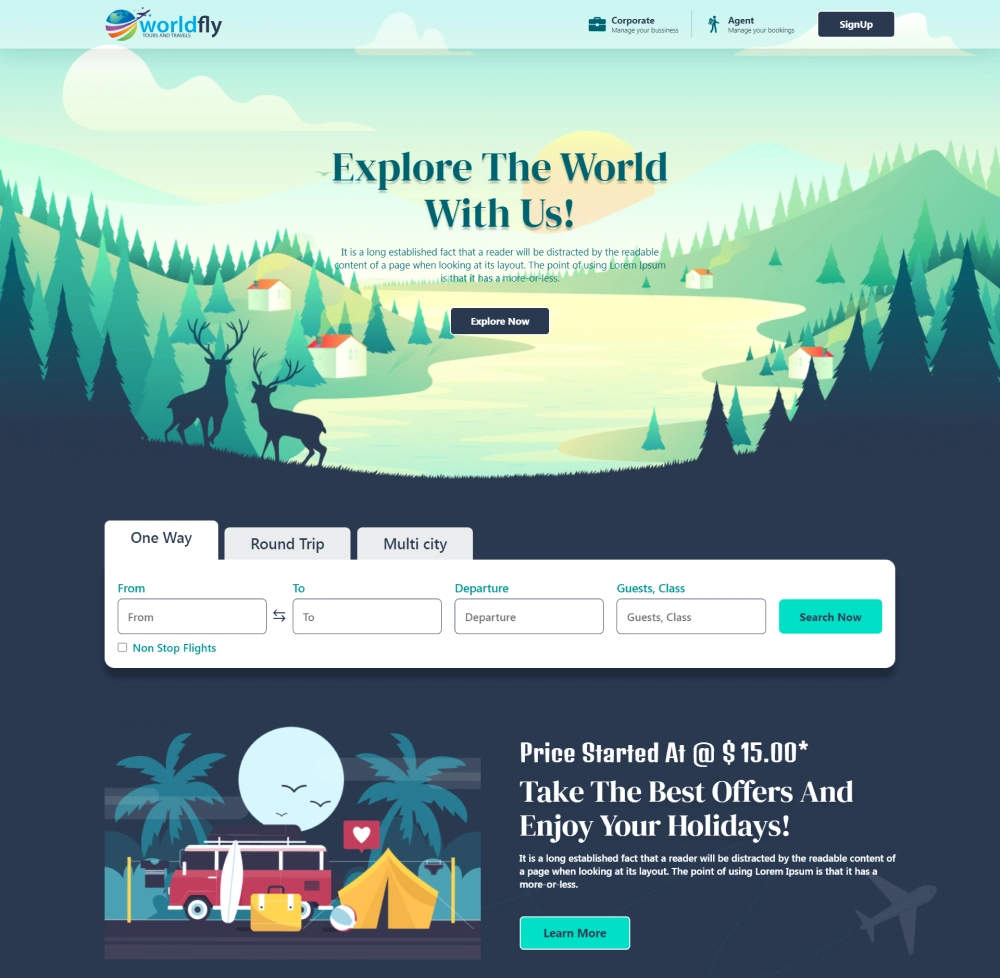 worldfly
TOURS AND TRAVELS
Corporate
Manage your bussiness
Agent
Manage your bookings
SignUp
Explore The World
With Us!
It is a long established fact that a reader will be distracted by the readable
content of a page when looking at its layout. The point of using Lorem Ipsum
is that it has a more-or-less.
Explore Now
One Way
Round Trip
Multi city
From
To
Departure
Guests, Class
From
To
Departure
Guests, Class
Search Now
Non Stop Flights
Price Started At @ $ 15.00*
Take The Best Offers And
Enjoy Your Holidays!
It is a long established fact that a reader will be distracted by the readable content of
a page when looking at its layout. The point of using Lorem Ipsum is that it has a
more-or-less.
Learn More